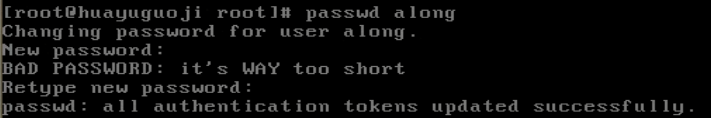 [root@huayuguoji root]# passwd along
Changing password for user along.
New password:
BAD PASSWORD: it's WAY too short
Retype new password:
passwd: all authentication tokens updated successfully.